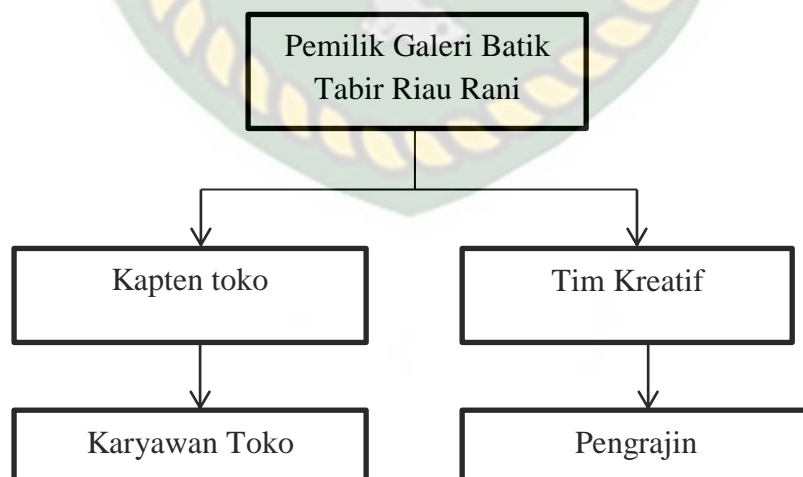 Pemilik Galeri Batik
Tabir Riau Rani
Kapten toko
Tim Kreatif
Karyawan Toko
Pengrajin